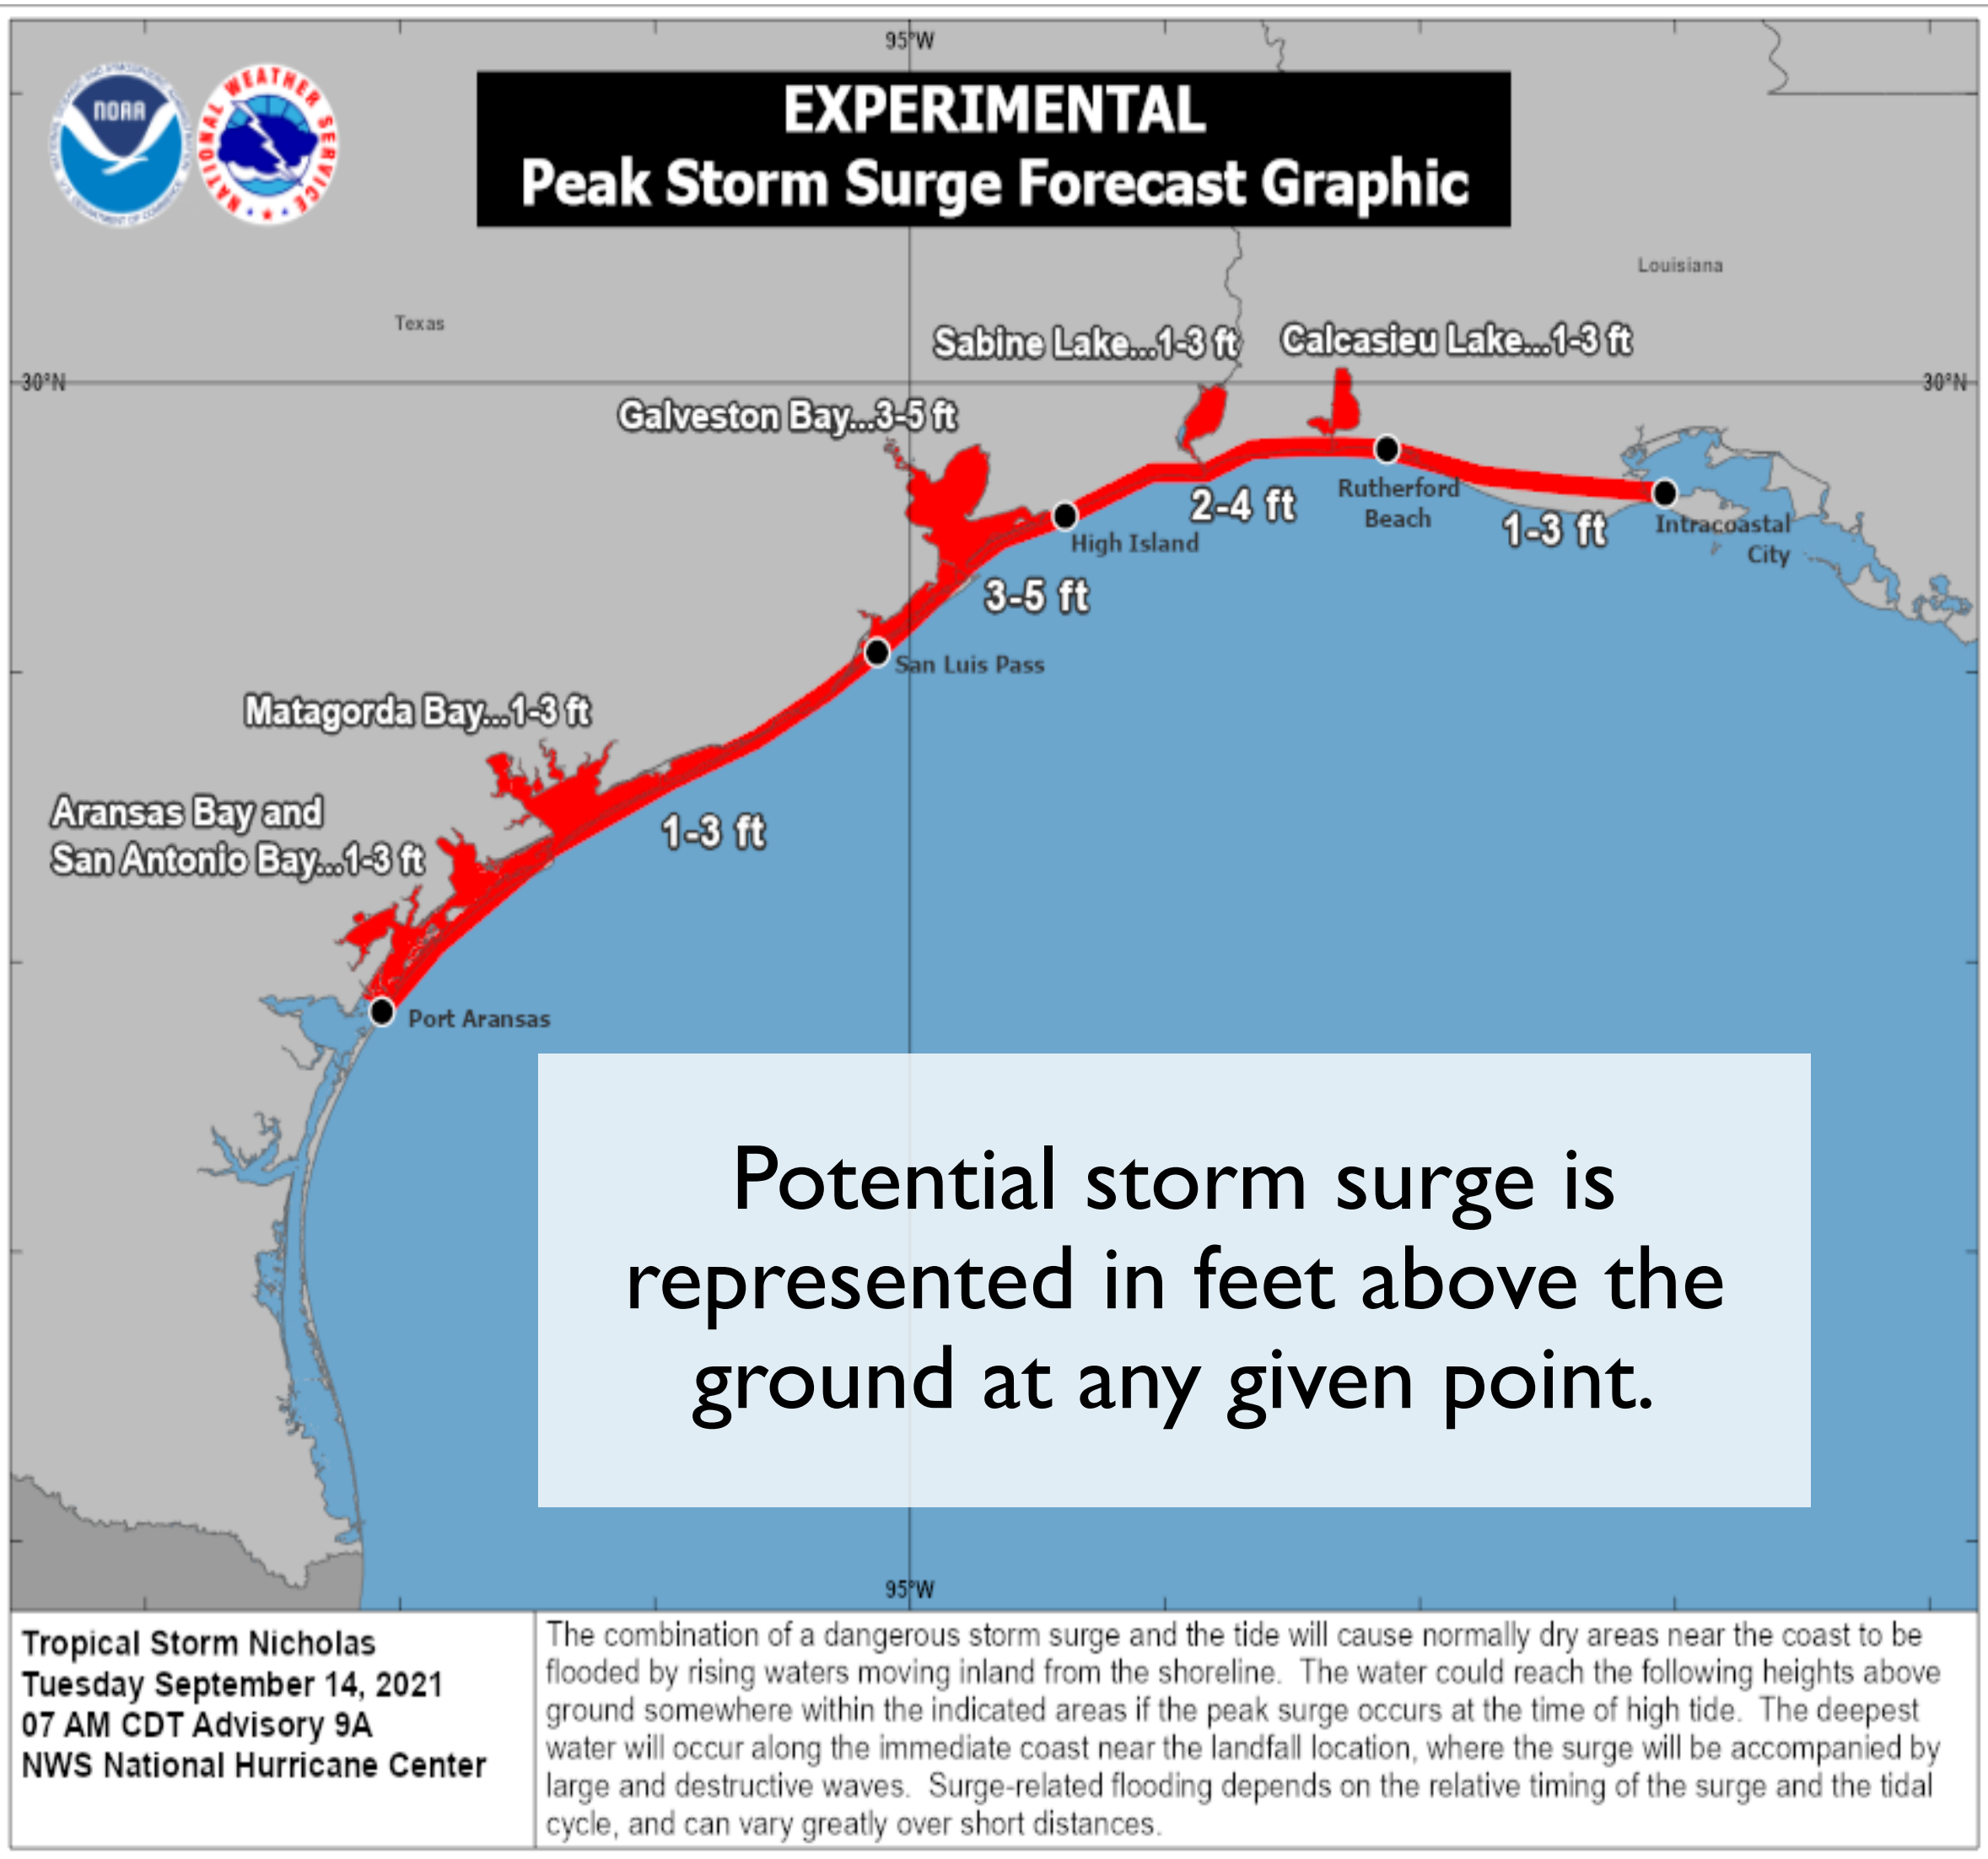 95°W
NOAA
NATIONAL WEATHER SERVICE
EXPERIMENTAL
Peak Storm Surge Forecast Graphic
Louisiana
Texas
Sabine Lake...1-3 ft
Calcasieu Lake...1-3 ft
30°N
30°N
Galveston Bay...3-5 ft
Rutherford
Beach
2-4 ft
1-3 ft
Intracoastal
City
High Island
3-5 ft
San Luis Pass
Matagorda Bay...1-3 ft
Aransas Bay and
San Antonio Bay...1-3 ft
1-3 ft
Port Aransas
Potential storm surge is
represented in feet above the
ground at any given point.
95°W
Tropical Storm Nicholas
Tuesday September 14, 2021
07 AM CDT Advisory 9A
NWS National Hurricane Center
The combination of a dangerous storm surge and the tide will cause normally dry areas near the coast to be
flooded by rising waters moving inland from the shoreline.  The water could reach the following heights above
ground somewhere within the indicated areas if the peak surge occurs at the time of high tide.  The deepest
water will occur along the immediate coast near the landfall location, where the surge will be accompanied by
large and destructive waves.  Surge-related flooding depends on the relative timing of the surge and the tidal
cycle, and can vary greatly over short distances.